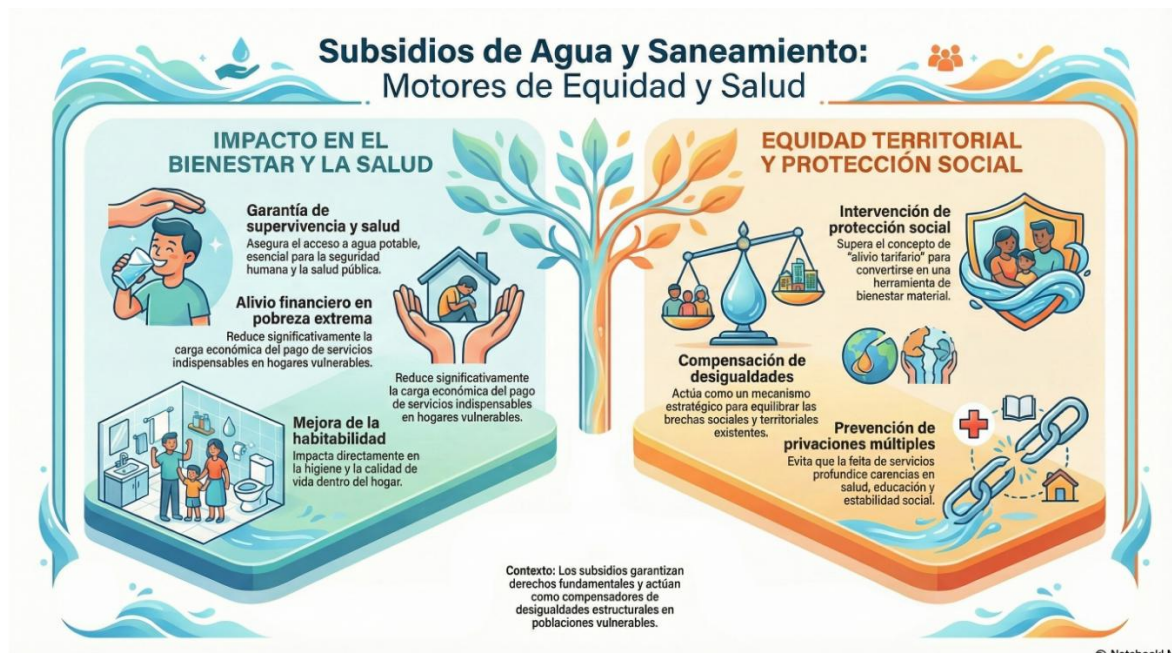 Subsidios de Agua y Saneamiento:
Motores de Equidad y Salud
IMPACTO EN EL
BIENESTAR Y LA SALUD
Garantía de
supervivencia y salud
Asegura el acceso a agua potable,
esencial para la seguridad
humana y la salud pública.
Alivio financiero en
pobreza extrema
Reduce significativamente la
carga económica del pago de servicios
indispensables en hogares vulnerables.
Reduce significativamente
la carga económica del pago
de servicios indispensables
en hogares vulnerables.
Mejora de la
habitabilidad
Impacta directamente en
la higiene y la calidad de
vida dentro del hogar.
EQUIDAD TERRITORIAL
Y PROTECCIÓN SOCIAL
Intervención de
protección social
Supera el concepto de
"alivio tarifario" para
convertirse en una
herramienta de
bienestar material.
Compensación de
desigualdades
Actúa como un mecanismo
estratégico para equilibrar las
brechas sociales y territoriales
existentes.
Prevención de
privaciones múltiples
Evita que la feita de servicios
profundice carencias en
salud, educación y
estabilidad social.
Contexto: Los subsidios garantizan
derechos fundamentales y actúan
como compensadores de
desigualdades estructurales en
poblaciones vulnerables.